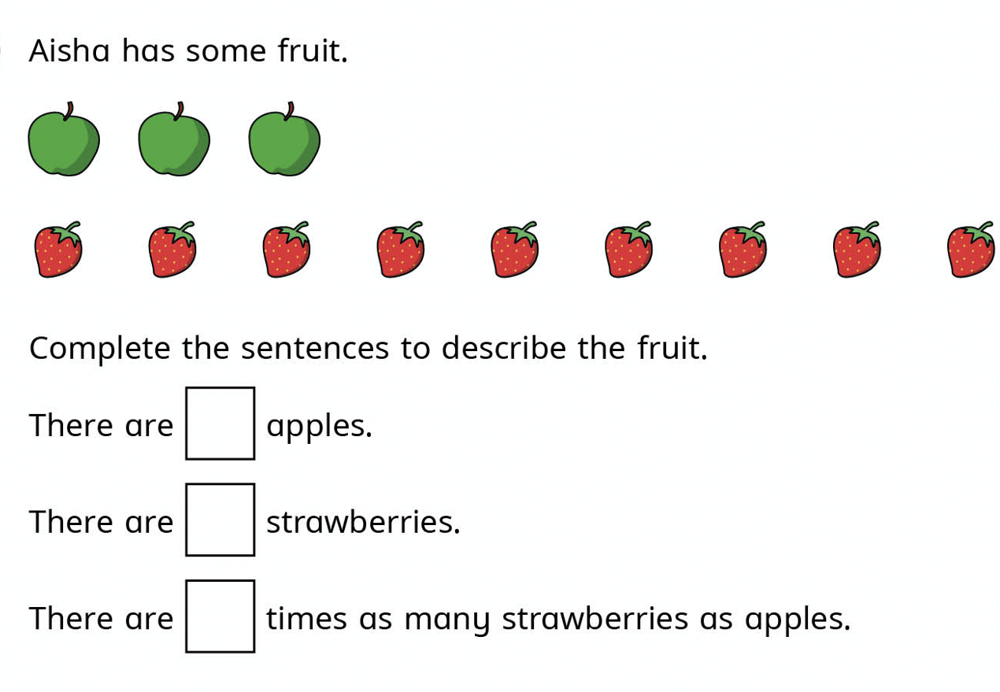 Aisha has some fruit.
Complete the sentences to describe the fruit.
There are apples.
There are strawberries.
There are times as many strawberries as apples.